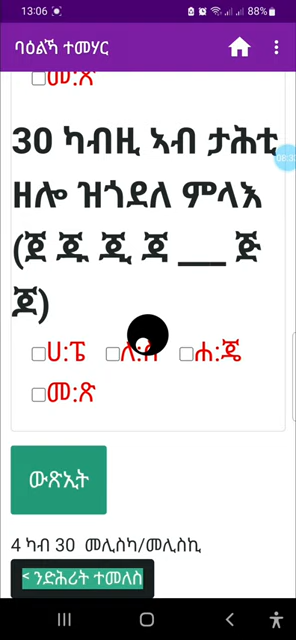 13:06 88%
ባዕልኻ ተመሃር
መ:ጽ
30 ካብዚ ኣብ ታሕቲ
ዘሎ ዝጎደለ ምላእ
(ጀ ጁ ጂ ጃ ___ ጅ
ጆ)
ሀ:ፔ ሐ:ጄ
መ:ጽ
ውጽኢት
4 ካብ 30 መሊስካ/መሊስኪ
< ንድሕሪት ተመለስ